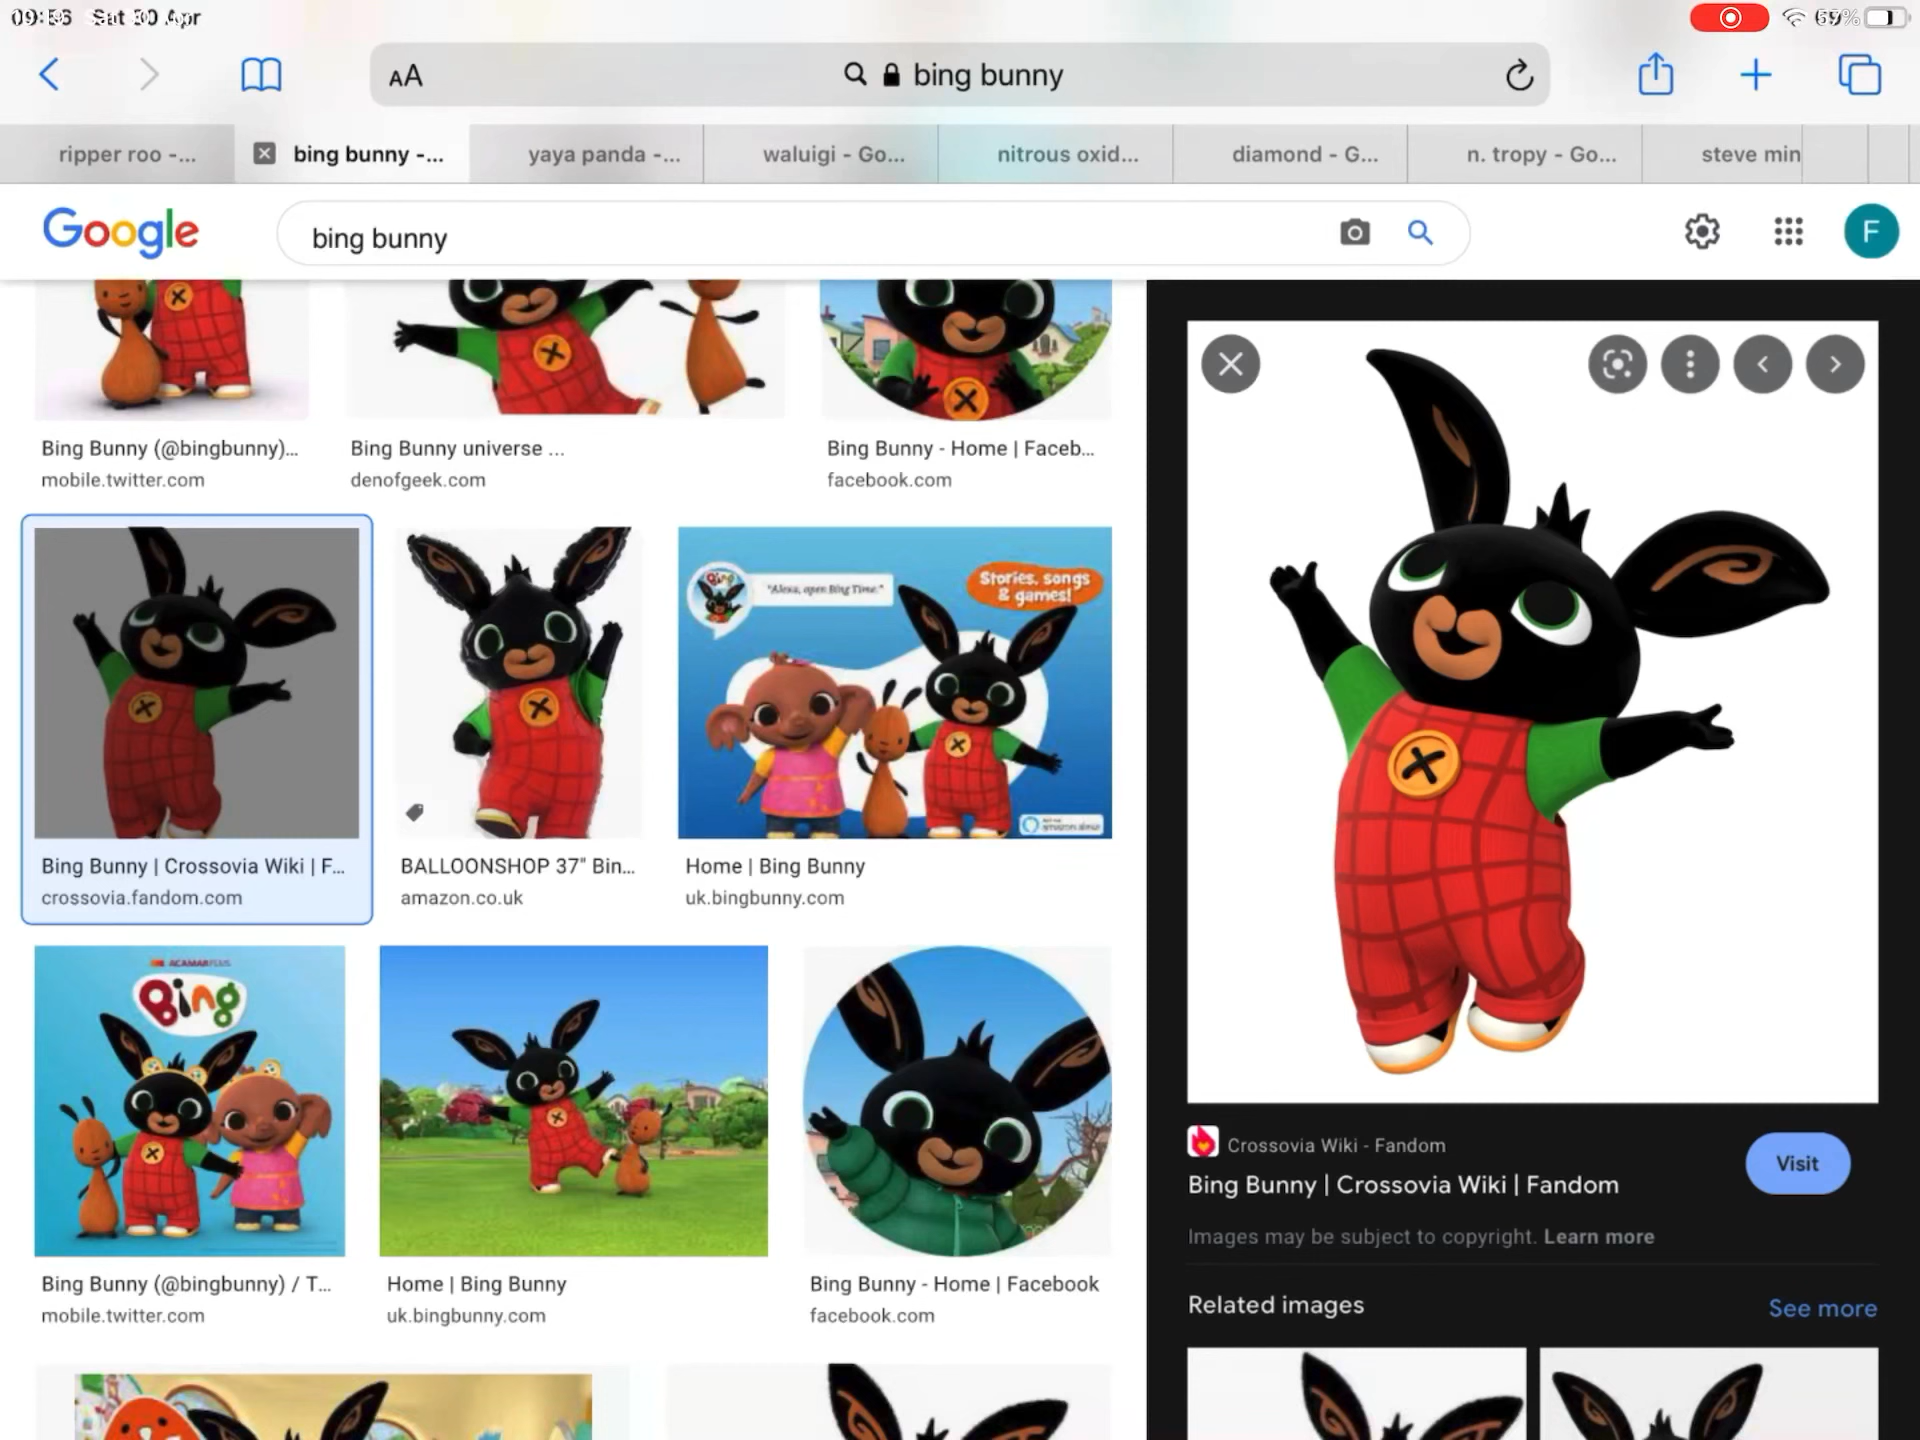 Sat 30 Apr
AA
bing bunny
ripper roo -...
bing bunny -...
yaya panda -...
waluigi - Go...
nitrous oxid...
diamond - G...
n. tropy - Go...
steve min
Google
bing bunny
F
Bing Bunny (@bingbunny)...
mobile.twitter.com
Bing Bunny universe ...
denofgeek.com
Bing Bunny - Home | Faceb...
facebook.com
Bing
"Alexa, open Bing Time."
Stories, songs
& games!
Bing Bunny | Crossovia Wiki | F...
crossovia.fandom.com
BALLOONSHOP 37" Bin...
amazon.co.uk
Home | Bing Bunny
uk.bingbunny.com
ACAMARFILMS
Bing
Bing Bunny (@bingbunny) / T...
mobile.twitter.com
Home | Bing Bunny
uk.bingbunny.com
Bing Bunny - Home | Facebook
facebook.com
Crossovia Wiki - Fandom
Bing Bunny | Crossovia Wiki | Fandom
Visit
Images may be subject to copyright. Learn more
Related images
See more